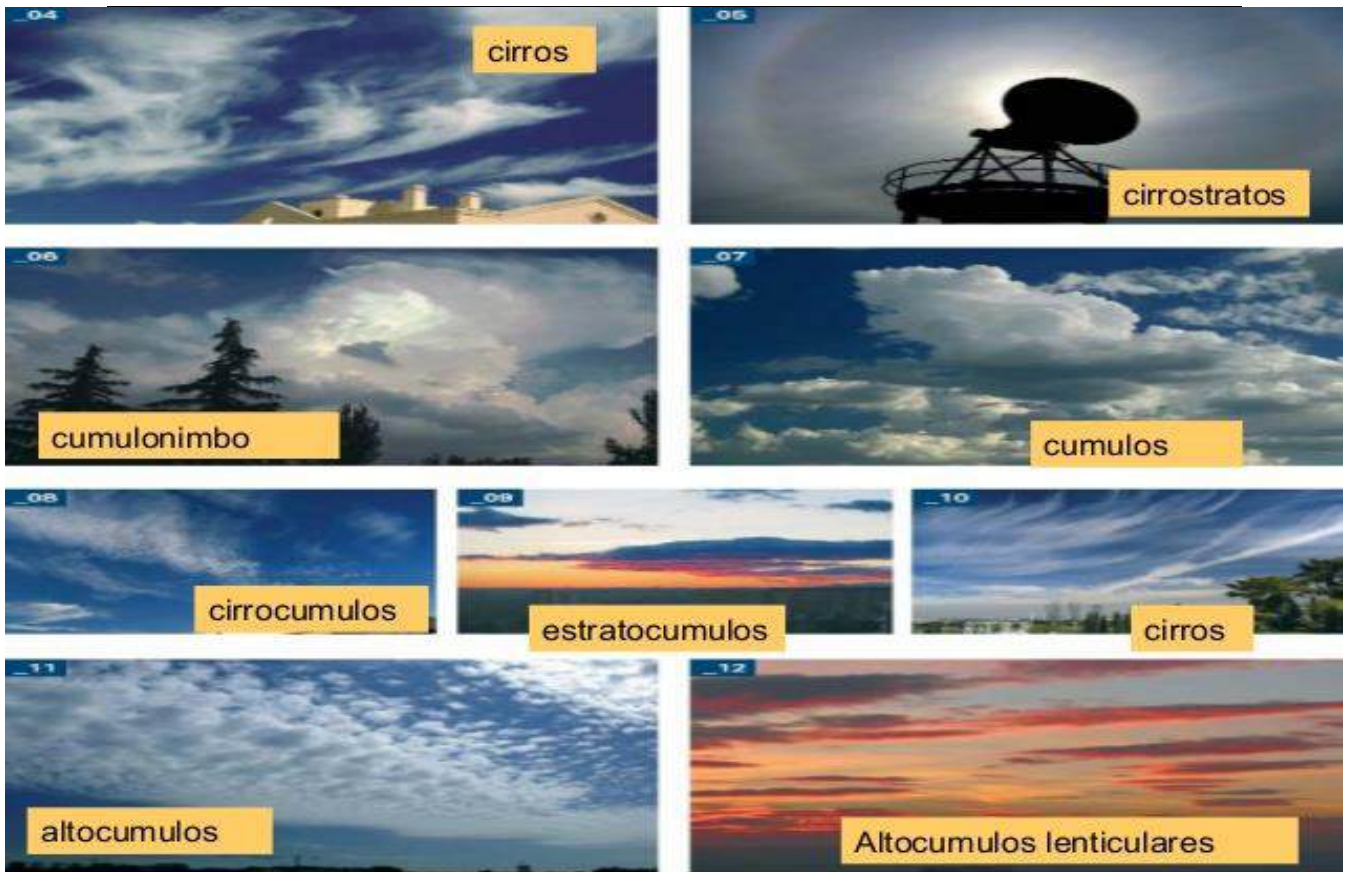 _04
cirros
_05
cirrostratos
_06
cumulonimbo
_07
cumulos
_08
cirrocumulos
_09
estratocumulos
_10
cirros
_11
altocumulos
_12
Altocumulos lenticulares